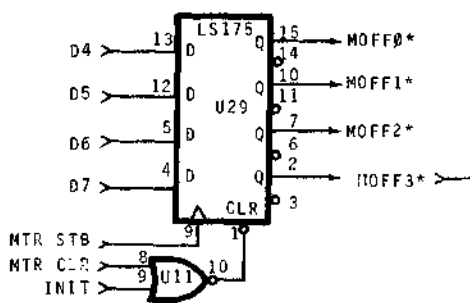 LS175
D4 13 D Q 15 MOFF0*
14
D5 12 D Q 10 MOFF1*
11
U29
D6 5 D Q 7 MOFF2*
6
D7 4 D Q 2 MOFF3*
3
CLR
MTR STB 9 1
MTR CLR 8
U11 10
INIT 9